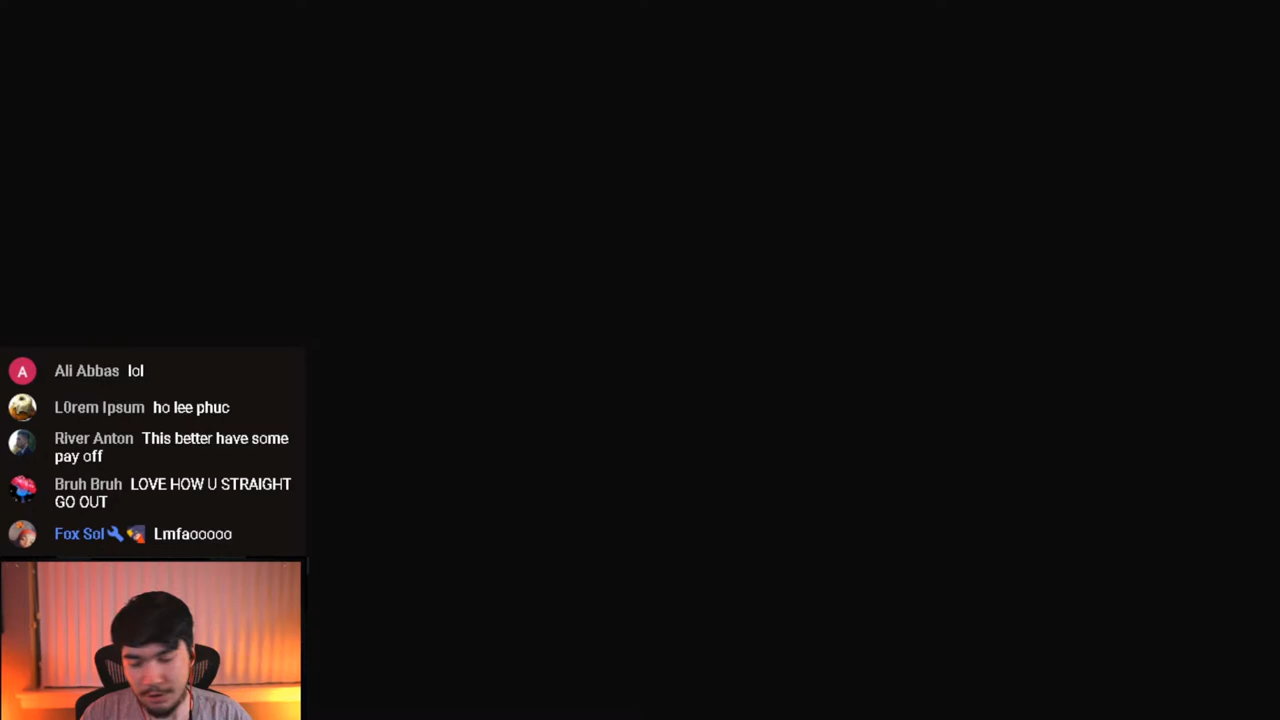 A Ali Abbas lol
L0rem Ipsum ho lee phuc
River Anton This better have some
pay off
Bruh Bruh LOVE HOW U STRAIGHT
GO OUT
Fox Sol Lmfaooooo